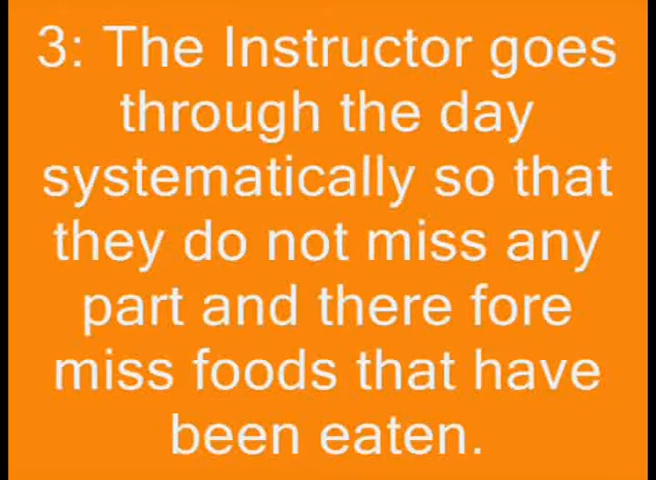 3: The Instructor goes
through the day
systematically so that
they do not miss any
part and there fore
miss foods that have
been eaten.